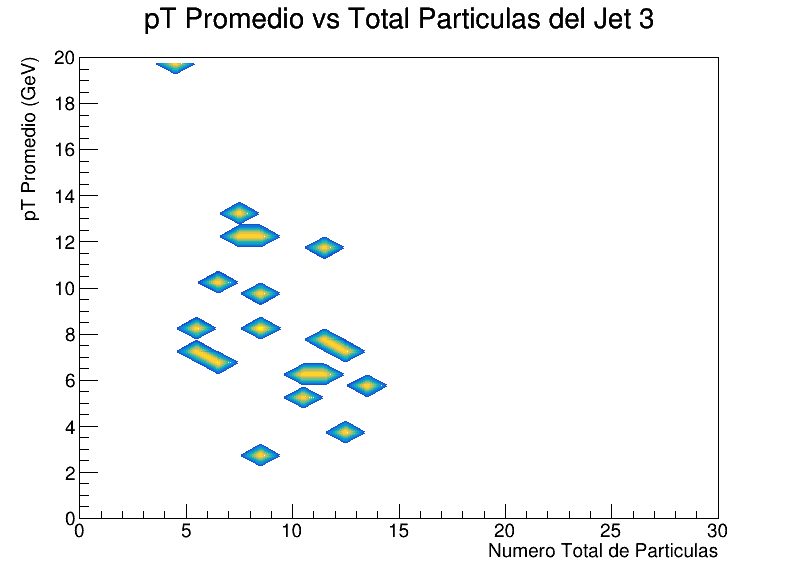 pT Promedio vs Total Particulas del Jet 3
pT Promedio (GeV)
20
18
16
14
12
10
8
6
4
2
0
0 5 10 15 20 25 30
Numero Total de Particulas